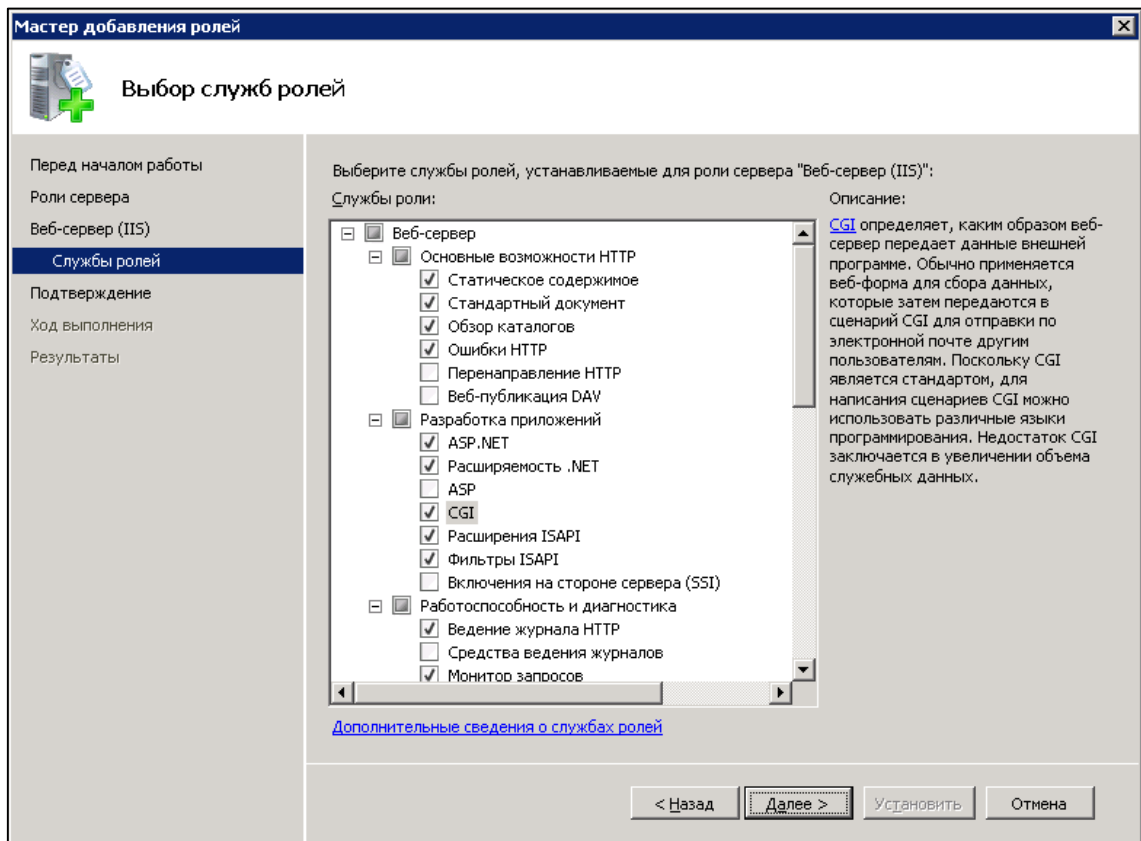 Мастер добавления ролей
Выбор служб ролей
Перед началом работы
Роли сервера
Веб-сервер (IIS)
Службы ролей
Подтверждение
Ход выполнения
Результаты
Выберите службы ролей, устанавливаемые для роли сервера "Веб-сервер (IIS)":
Службы роли:
Веб-сервер
Основные возможности HTTP
Статическое содержимое
Стандартный документ
Обзор каталогов
Ошибки HTTP
Перенаправление HTTP
Веб-публикация DAV
Разработка приложений
ASP.NET
Расширяемость .NET
ASP
CGI
Расширения ISAPI
Фильтры ISAPI
Включения на стороне сервера (SSI)
Работоспособность и диагностика
Ведение журнала HTTP
Средства ведения журналов
Монитор запросов
Описание:
CGI определяет, каким образом веб-
сервер передает данные внешней
программе. Обычно применяется
веб-форма для сбора данных,
которые затем передаются в
сценарий CGI для отправки по
электронной почте другим
пользователям. Поскольку CGI
является стандартом, для
написания сценариев CGI можно
использовать различные языки
программирования. Недостаток CGI
заключается в увеличении объема
служебных данных.
Дополнительные сведения о службах ролей
< Назад
Далее >
Установить
Отмена